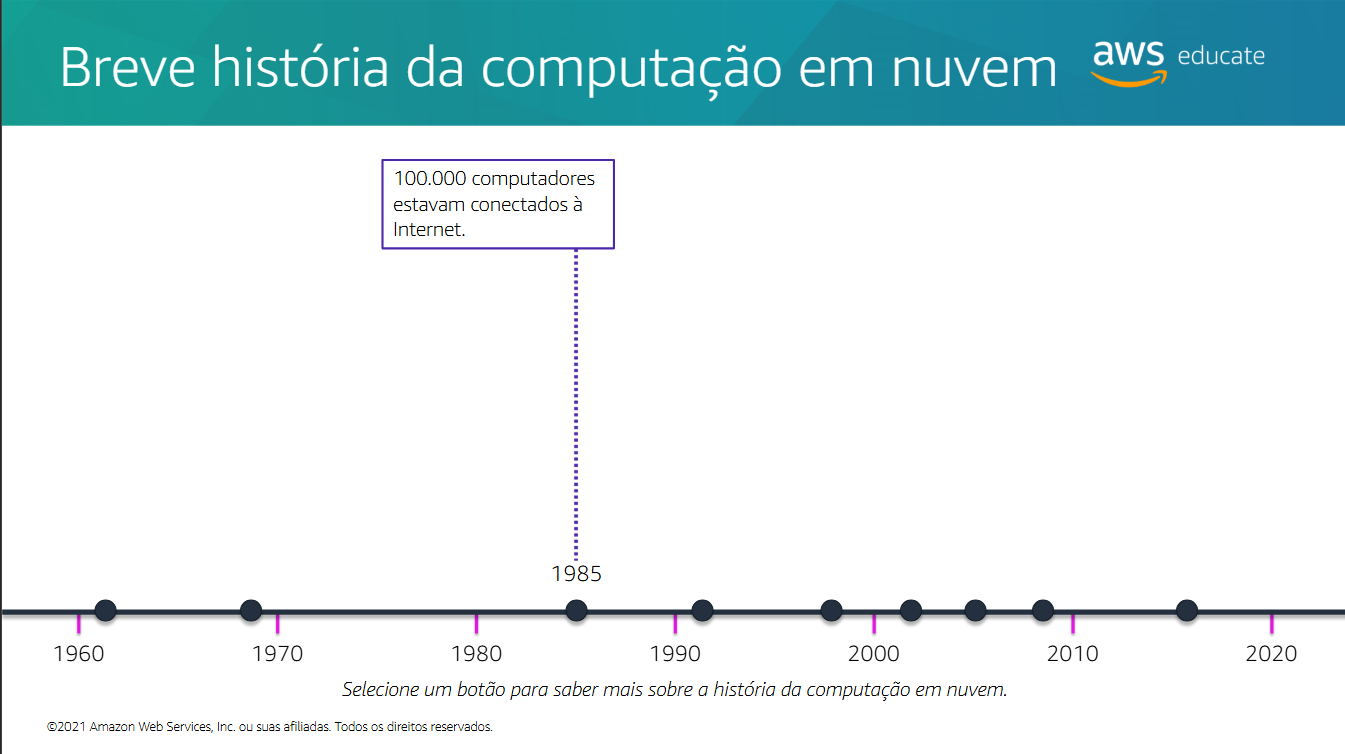 Breve história da computação em nuvem
aws educate
100.000 computadores
estavam conectados à
Internet.
1985
1960 1970 1980 1990 2000 2010 2020
Selecione um botão para saber mais sobre a história da computação em nuvem.
©2021 Amazon Web Services, Inc. ou suas afiliadas. Todos os direitos reservados.